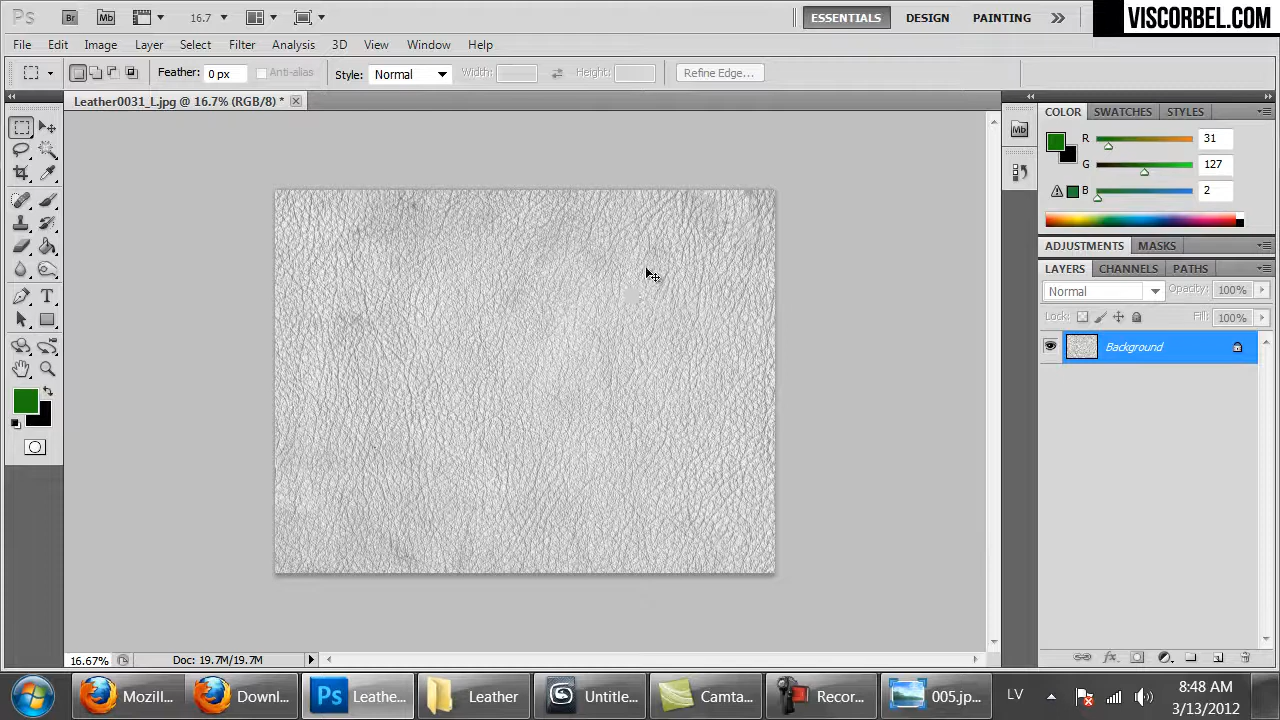 Ps Br Mb 16.7 ESSENTIALS DESIGN PAINTING VISCORBEL.COM
File Edit Image Layer Select Filter Analysis 3D View Window Help
Feather: 0 px Anti-alias Style: Normal Width: Height: Refine Edge...
Leather0031_L.jpg @ 16.7% (RGB/8) *
Mb
COLOR SWATCHES STYLES
R 31
G 127
B 2
ADJUSTMENTS MASKS
LAYERS CHANNELS PATHS
Normal Opacity: 100%
Lock: Fill: 100%
Background
T
16.67% Doc: 19.7M/19.7M
fx
Mozill... Downl... Ps Leathe... Leather Untitle... Camta... Recor... 005.jp... LV 8:48 AM
3/13/2012